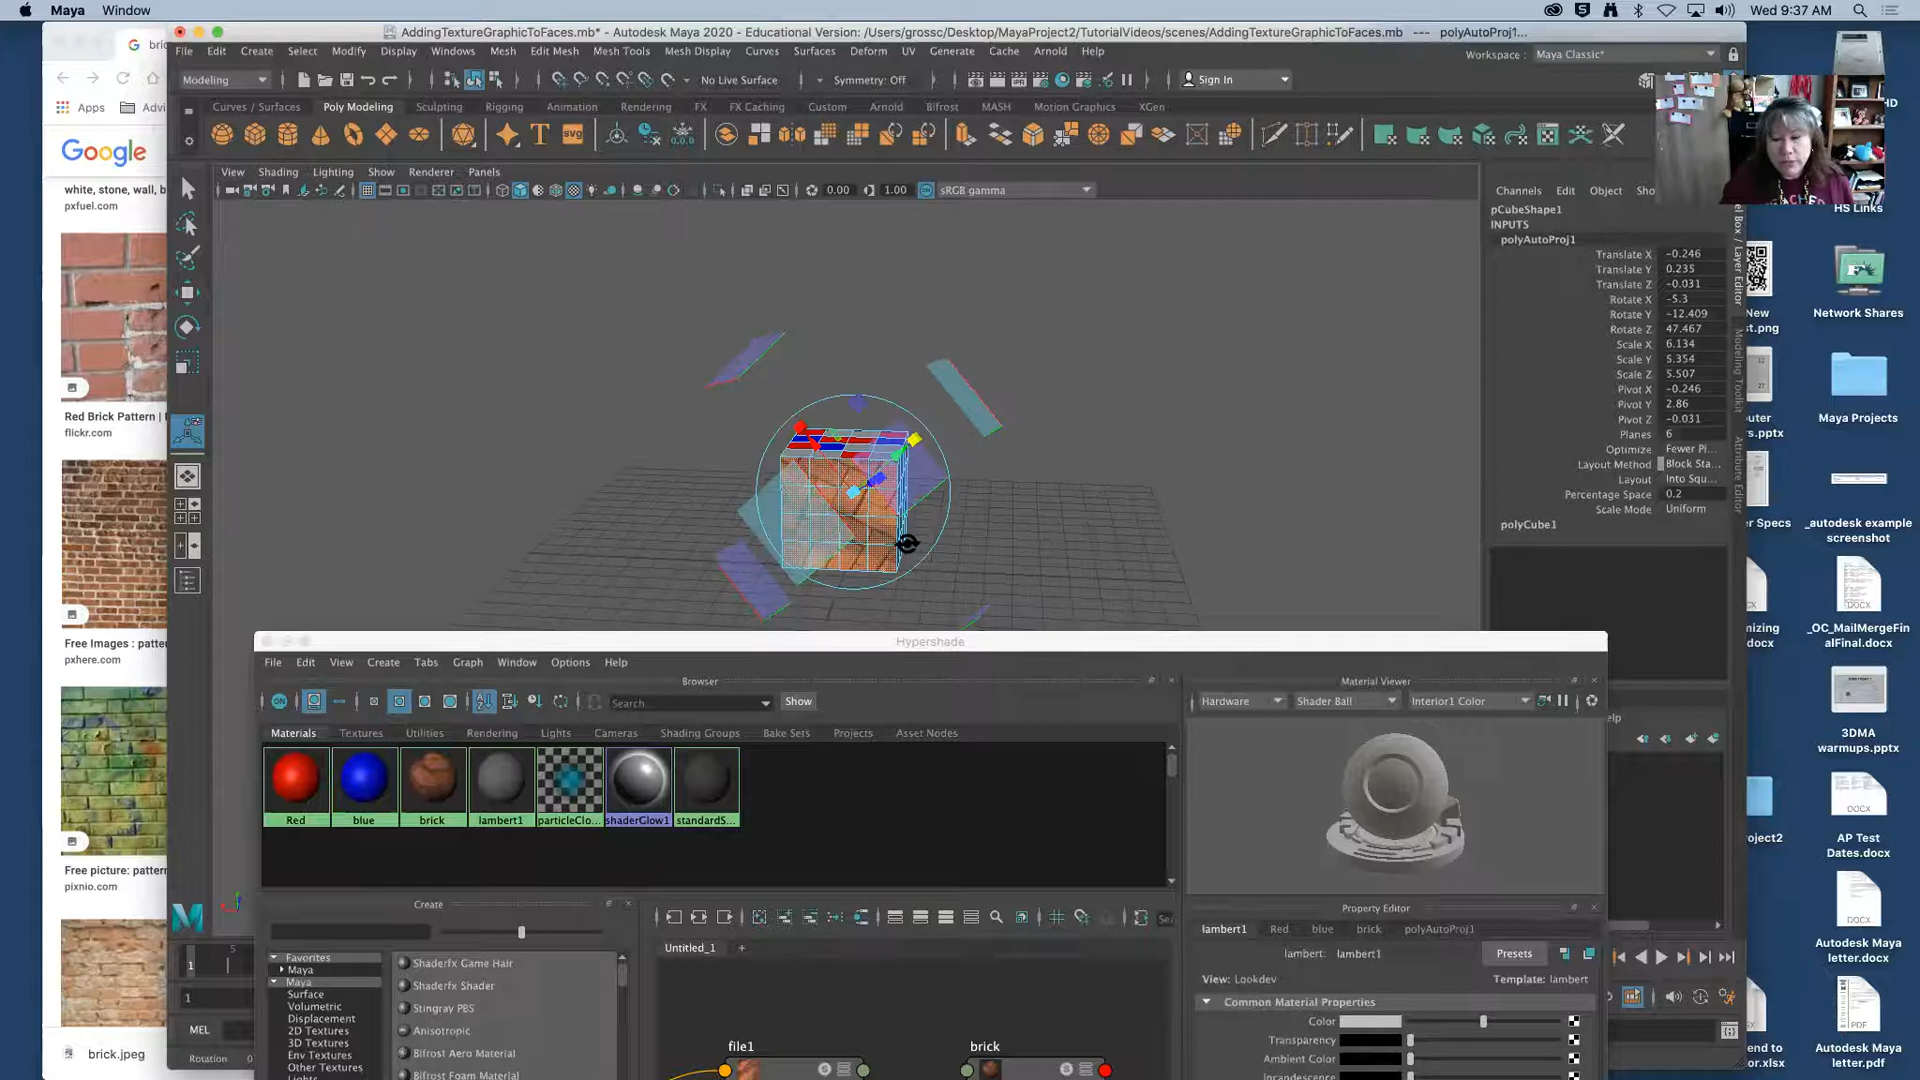 Maya Window
Wed 9:37 AM
AddingTextureGraphicToFaces.mb* - Autodesk Maya 2020 - Educational Version: /Users/grossc/Desktop/MayaProject2/TutorialVideos/scenes/AddingTextureGraphicToFaces.mb --- polyAutoProj1...
File Edit Create Select Modify Display Windows Mesh Edit Mesh Mesh Tools Mesh Display Curves Surfaces Deform UV Generate Cache Arnold Help
Workspace : Maya Classic*
Modeling
No Live Surface
Symmetry: Off
Sign In
Curves / Surfaces Poly Modeling Sculpting Rigging Animation Rendering FX FX Caching Custom Arnold Bifrost MASH Motion Graphics XGen
View Shading Lighting Show Renderer Panels
0.00 1.00 sRGB gamma
Channels Edit Object
pCubeShape1
INPUTS
polyAutoProj1
Translate X -0.246
Translate Y 0.235
Translate Z -0.031
Rotate X -5.3
Rotate Y -12.409
Rotate Z 47.467
Scale X 6.134
Scale Y 5.354
Scale Z 5.507
Pivot X -0.246
Pivot Y 2.86
Pivot Z -0.031
Planes 6
Optimize Fewer Pi...
Layout Method Block Sta...
Layout Into Squ...
Percentage Space 0.2
Scale Mode Uniform
polyCube1
Modeling Toolkit
Attribute Editor
Apps
Google
white, stone, wall, b
pxfuel.com
Red Brick Pattern |
flickr.com
Free Images : patter
pxhere.com
Free picture: pattern
pixnio.com
brick.jpeg
Hypershade
File Edit View Create Tabs Graph Window Options Help
Browser
Search...
Show
Materials Textures Utilities Rendering Lights Cameras Shading Groups Bake Sets Projects Asset Nodes
Red blue brick lambert1 particleClo... shaderGlow1 standardS...
Material Viewer
Hardware Shader Ball Interior1 Color
Create
Favorites
Maya
Maya
Surface
Volumetric
Displacement
2D Textures
3D Textures
Env Textures
Other Textures
Lights
Shaderfx Game Hair
Shaderfx Shader
Stingray PBS
Anisotropic
Bifrost Aero Material
Bifrost Foam Material
Untitled_1 +
file1
brick
Property Editor
lambert1 Red blue brick polyAutoProj1
lambert: lambert1
Presets
View: Lookdev Template: lambert
Common Material Properties
Color
Transparency
Ambient Color
Incandescence
1
5
1
MEL
Rotation
HS Links
Network Shares
Maya Projects
_autodesk example screenshot
_OC_MailMergeFinalFinal.docx
3DMA warmups.pptx
AP Test Dates.docx
Autodesk Maya letter.docx
Autodesk Maya letter.pdf